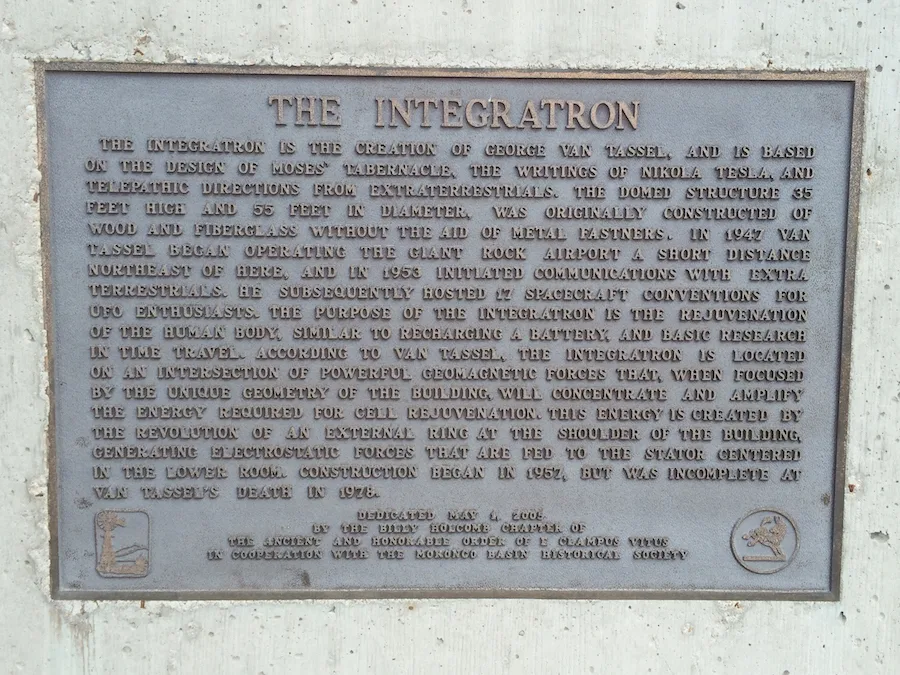 THE INTEGRATRON
THE INTEGRATRON IS THE CREATION OF GEORGE VAN TASSEL, AND IS BASED
ON THE DESIGN OF MOSES' TABERNACLE, THE WRITINGS OF NIKOLA TESLA, AND
TELEPATHIC DIRECTIONS FROM EXTRATERRESTRIALS. THE DOMED STRUCTURE 35
FEET HIGH AND 55 FEET IN DIAMETER, WAS ORIGINALLY CONSTRUCTED OF
WOOD AND FIBERGLASS WITHOUT THE AID OF METAL FASTNERS. IN 1947 VAN
TASSEL BEGAN OPERATING THE GIANT ROCK AIRPORT A SHORT DISTANCE
NORTHEAST OF HERE, AND IN 1953 INITIATED COMMUNICATIONS WITH EXTRA
TERRESTRIALS. HE SUBSEQUENTLY HOSTED 17 SPACECRAFT CONVENTIONS FOR
UFO ENTHUSIASTS. THE PURPOSE OF THE INTEGRATRON IS THE REJUVENATION
OF THE HUMAN BODY, SIMILAR TO RECHARGING A BATTERY, AND BASIC RESEARCH
IN TIME TRAVEL. ACCORDING TO VAN TASSEL, THE INTEGRATRON IS LOCATED
ON AN INTERSECTION OF POWERFUL GEOMAGNETIC FORCES THAT, WHEN FOCUSED
BY THE UNIQUE GEOMETRY OF THE BUILDING, WILL CONCENTRATE AND AMPLIFY
THE ENERGY REQUIRED FOR CELL REJUVENATION. THIS ENERGY IS CREATED BY
THE REVOLUTION OF AN EXTERNAL RING AT THE SHOULDER OF THE BUILDING,
GENERATING ELECTROSTATIC FORCES THAT ARE FED TO THE STATOR CENTERED
IN THE LOWER ROOM. CONSTRUCTION BEGAN IN 1957, BUT WAS INCOMPLETE AT
VAN TASSEL'S DEATH IN 1978.
DEDICATED MAY 1, 2005
BY THE BILLY HOLCOMB CHAPTER OF
THE ANCIENT AND HONORABLE ORDER OF E CLAMPUS VITUS
IN COOPERATION WITH THE MORONGO BASIN HISTORICAL SOCIETY